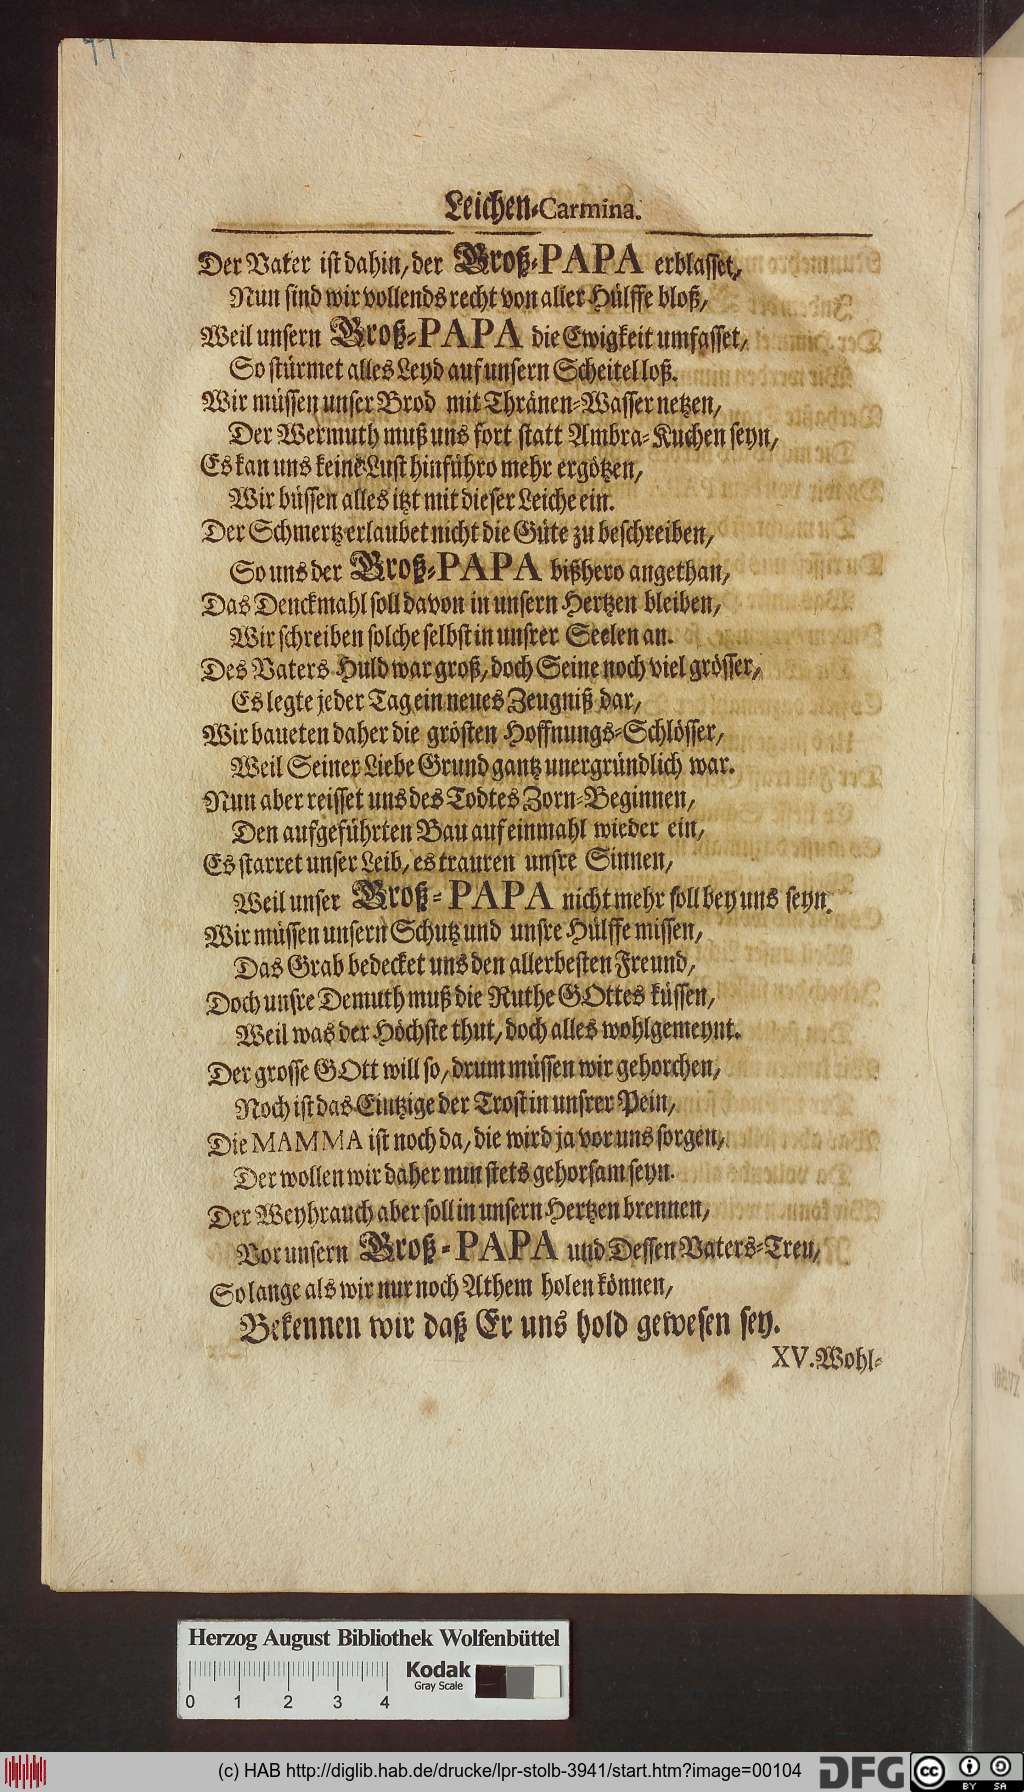 Leichen-Carmina.
Der Vater ist dahin, der Groß-PAPA erblasset,
Nun sind wir vollends recht von aller Hülffe bloß,
Weil unsern Groß-PAPA die Ewigkeit umfasset,
So stürmet alles Leyd auf unsern Scheitel loß.
Wir müssen unser Brod mit Thränen-Wasser netzen,
Der Wermuth muß uns fort statt Ambra-Kuchen seyn,
Es kan uns keine Lust hinführo mehr ergötzen,
Wir büssen alles itzt mit dieser Leiche ein.
Der Schmertz erlaubet nicht die Güte zu beschreiben,
So uns der Groß-PAPA bißhero angethan,
Das Denckmahl soll davon in unsern Hertzen bleiben,
Wir schreiben solche selbst in unsrer Seelen an.
Des Vaters Huld war groß, doch Seine noch viel grösser,
Es legte jeder Tag ein neues Zeugniß dar,
Wir baueten daher die grösten Hoffnungs-Schlösser,
Weil Seiner Liebe Grund gantz unergründlich war.
Nun aber reisset uns des Todtes Zorn-Beginnen,
Den aufgeführten Bau auf einmahl wieder ein,
Es starret unser Leib, es trauren unsre Sinnen,
Weil unser Groß-PAPA nicht mehr soll bey uns seyn.
Wir müssen unsern Schutz und unsre Hülffe missen,
Das Grab bedecket uns den allerbesten Freund,
Doch unsre Demuth muß die Ruthe GOttes küssen,
Weil was der Höchste thut, doch alles wohlgemeynt.
Der grosse GOtt will so, drum müssen wir gehorchen,
Noch ist das Eintzige der Trost in unsrer Pein,
Die MAMMA ist noch da, die wird ja vor uns sorgen,
Der wollen wir daher nun stets gehorsam seyn.
Der Weyhrauch aber soll in unsern Hertzen brennen,
Vor unsern Groß-PAPA und Dessen Vaters-Treu,
So lange als wir nur noch Athem holen können,
Bekennen wir daß Er uns hold gewesen sey.
XV. Wohl-
Herzog August Bibliothek Wolfenbüttel
Kodak
Gray Scale
0 1 2 3 4
(c) HAB http://diglib.hab.de/drucke/lpr-stolb-3941/start.htm?image=00104
DFG
cc BY SA